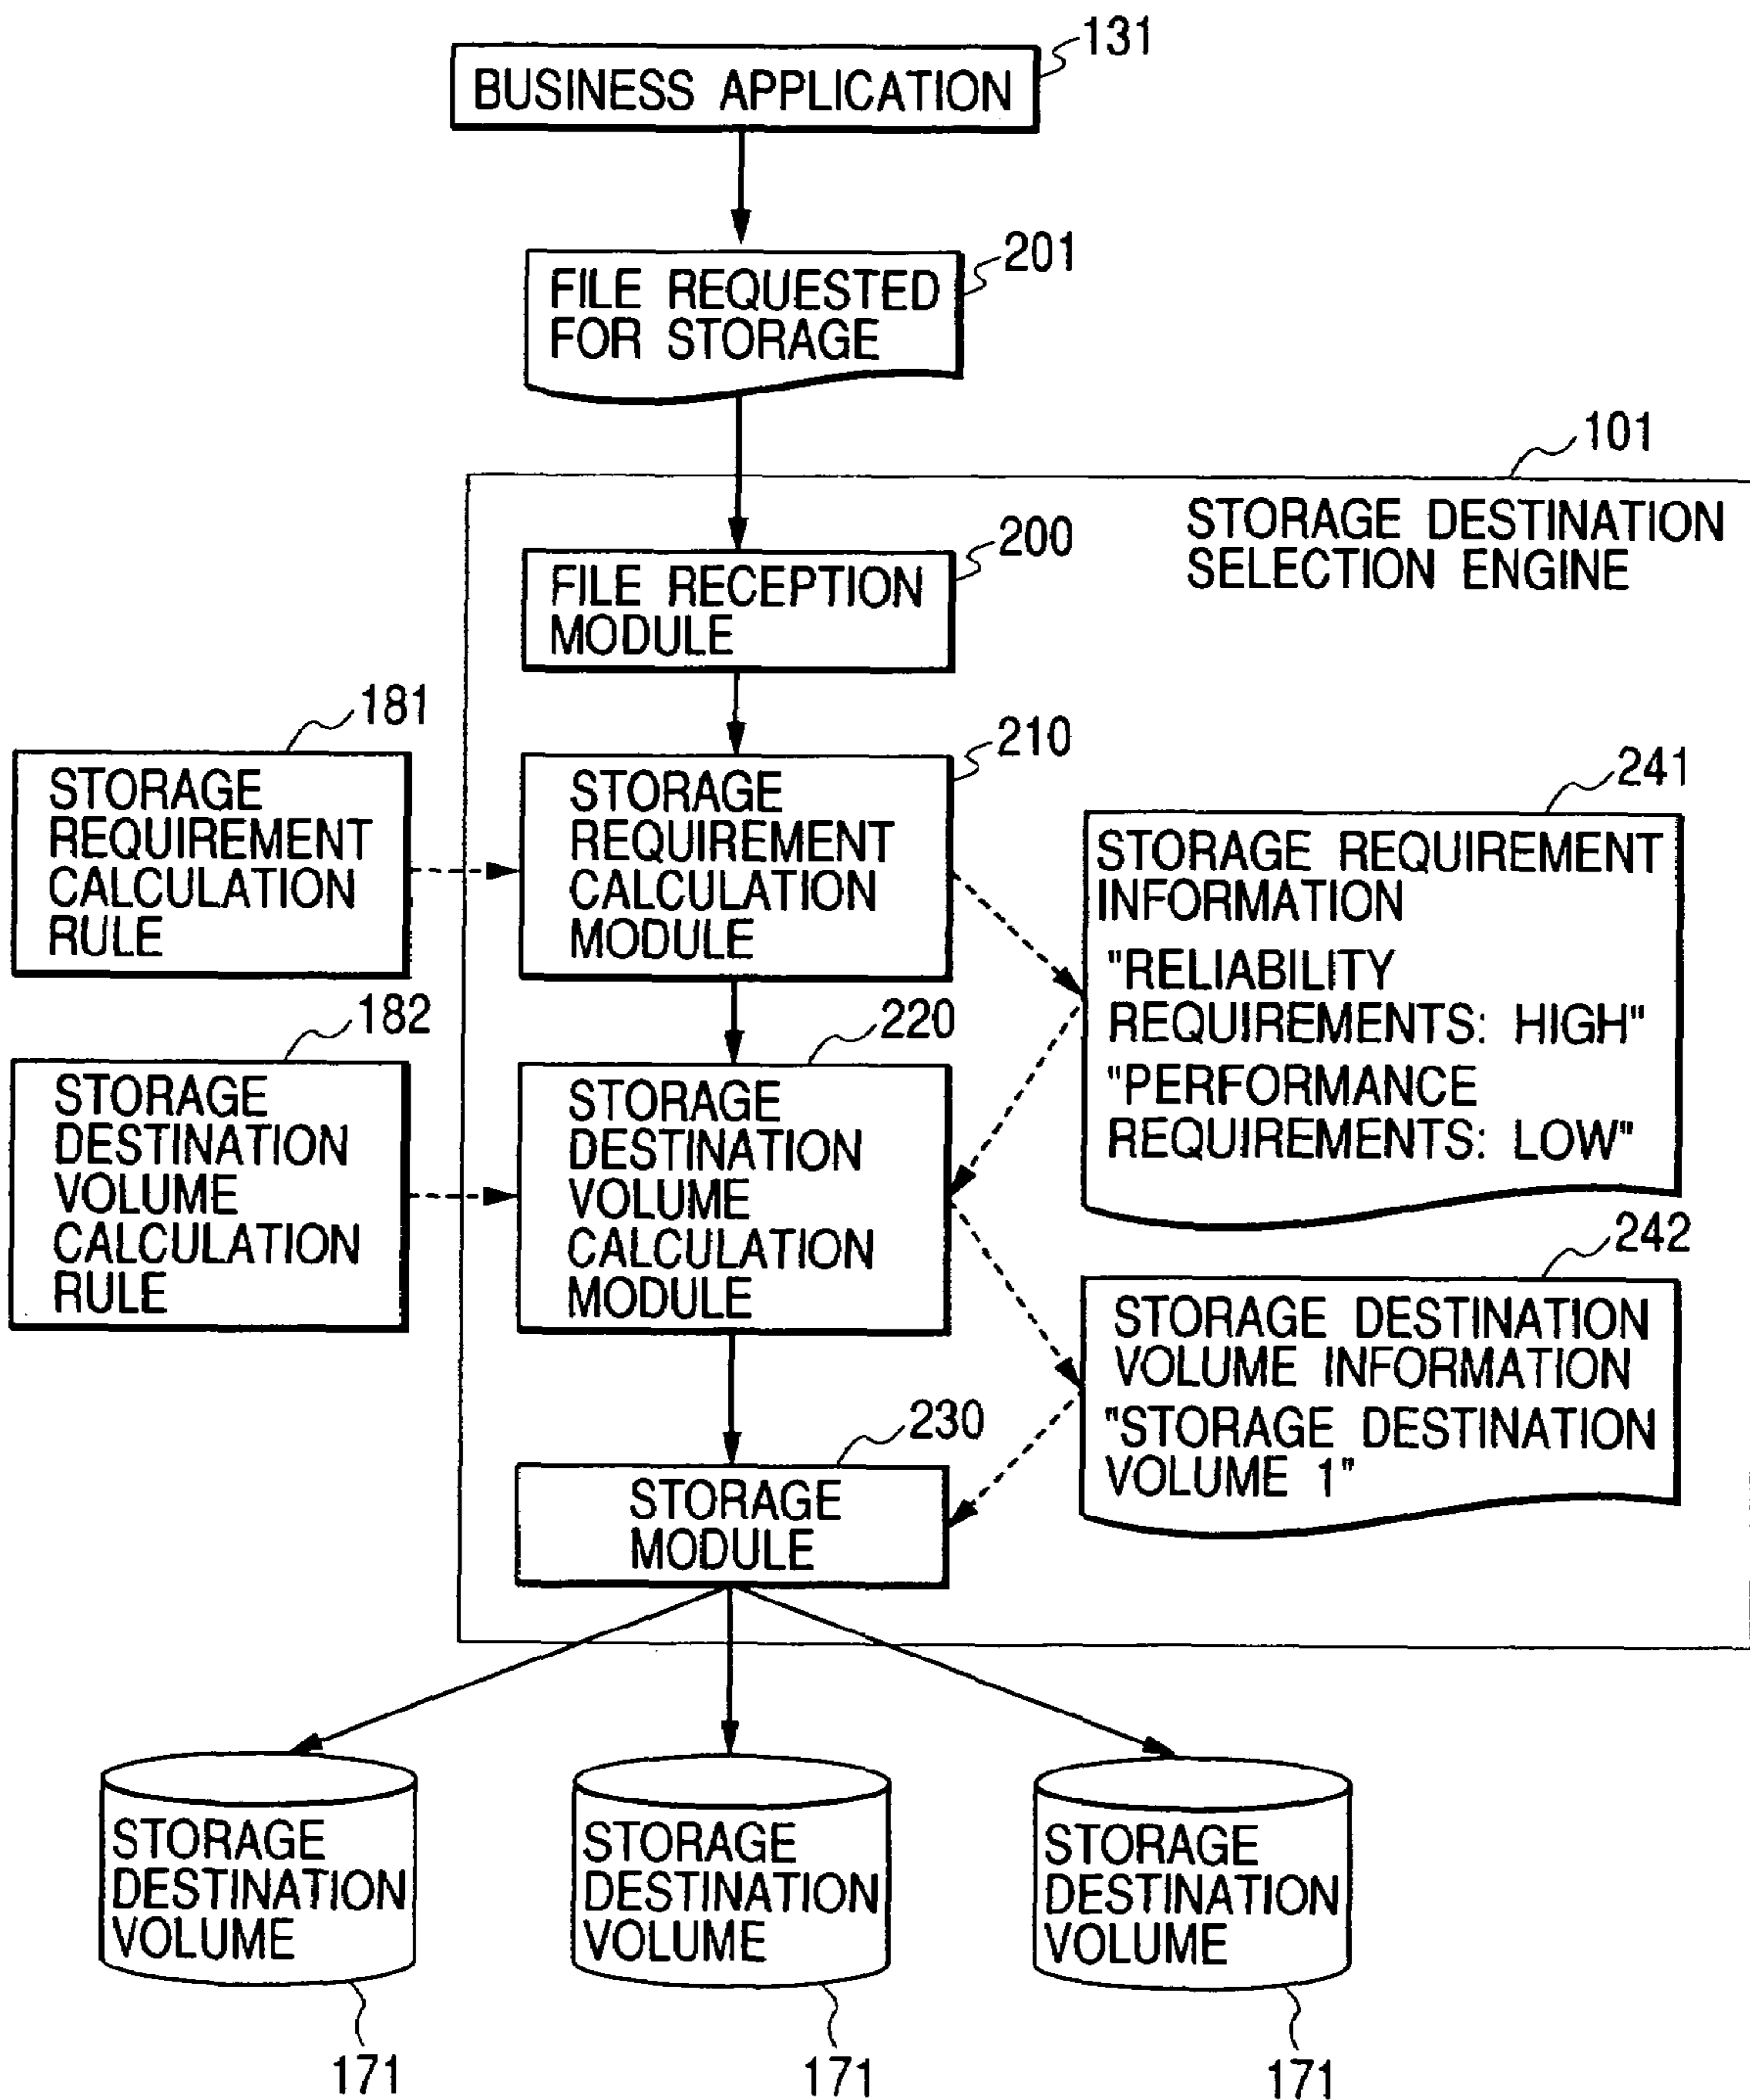 131
BUSINESS APPLICATION
201
FILE REQUESTED
FOR STORAGE
101
STORAGE DESTINATION
SELECTION ENGINE
200
FILE RECEPTION
MODULE
181
STORAGE
REQUIREMENT
CALCULATION
RULE
210
STORAGE
REQUIREMENT
CALCULATION
MODULE
241
STORAGE REQUIREMENT
INFORMATION
"RELIABILITY
REQUIREMENTS: HIGH"
"PERFORMANCE
REQUIREMENTS: LOW"
182
STORAGE
DESTINATION
VOLUME
CALCULATION
RULE
220
STORAGE
DESTINATION
VOLUME
CALCULATION
MODULE
242
STORAGE DESTINATION
VOLUME INFORMATION
"STORAGE DESTINATION
VOLUME 1"
230
STORAGE
MODULE
STORAGE
DESTINATION
VOLUME
171
STORAGE
DESTINATION
VOLUME
171
STORAGE
DESTINATION
VOLUME
171